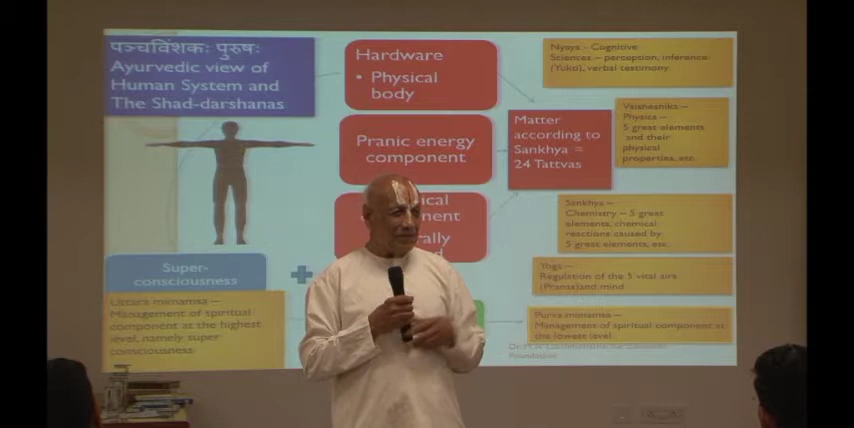 पञ्चविंशकः पुरुषः
Ayurvedic view of
Human System and
The Shad-darshanas
Hardware
• Physical
body
Pranic energy
component
Matter
according to
Sankhya =
24 Tattvas
Nyaya - Cognitive
Sciences - perception, inference
(Yukti), verbal testimony
Vaisheshika -
Physics -
5 great elements
and their
physical
properties, etc.
Sankhya -
Chemistry - 5 great
elements, chemical
reactions caused by
5 great elements, etc.
Yoga -
Regulation of the 5 vital airs
(Pranas)and mind
Purva mimamsa -
Management of spiritual component at
the lowest level
Super-
consciousness
Uttara mimamsa -
Management of spiritual
component at the highest
level, namely super
consciousness
Foundation